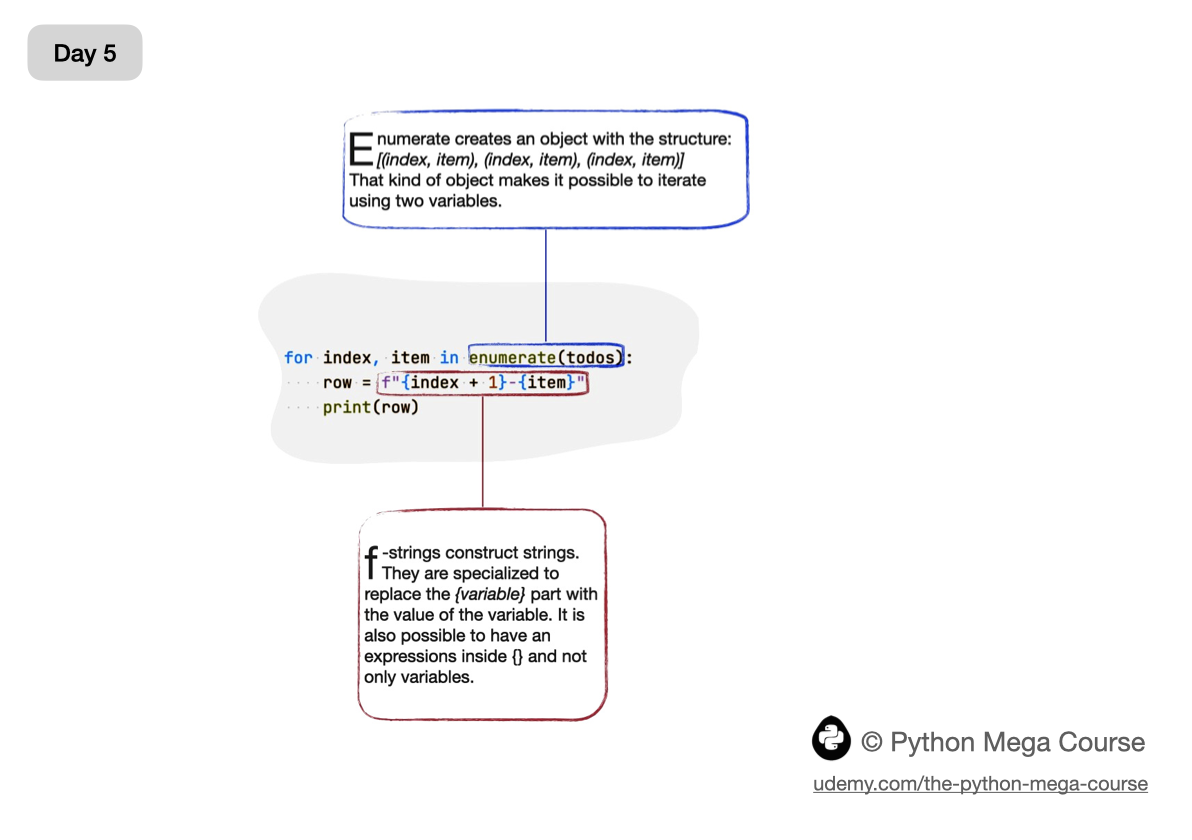 Day 5
Enumerate creates an object with the structure:
[(index, item), (index, item), (index, item)]
That kind of object makes it possible to iterate
using two variables.
for index, item in enumerate(todos):
    row = f"{index + 1}-{item}"
    print(row)
f-strings construct strings.
They are specialized to
replace the {variable} part with
the value of the variable. It is
also possible to have an
expressions inside {} and not
only variables.
© Python Mega Course
udemy.com/the-python-mega-course